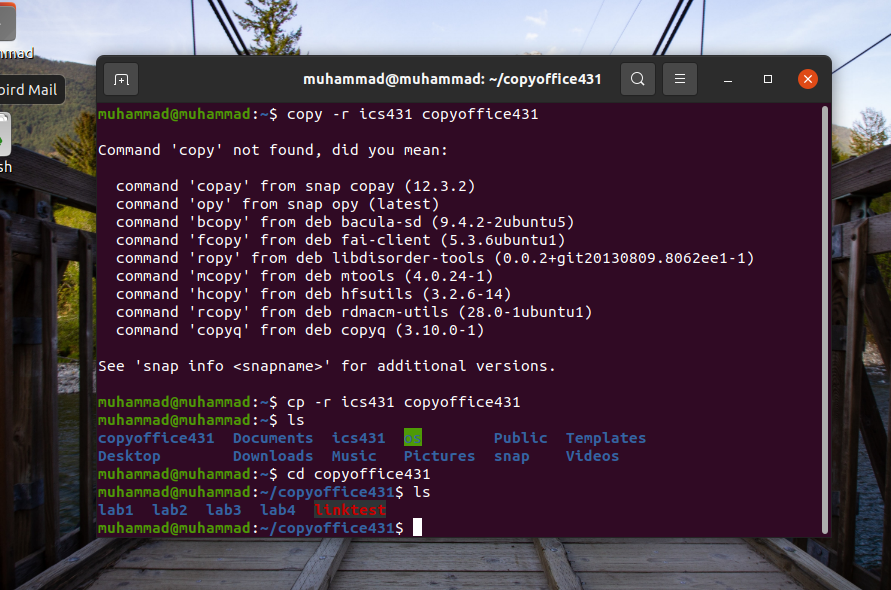 mmad
bird Mail
sh
muhammad@muhammad: ~/copyoffice431
muhammad@muhammad:~$ copy -r ics431 copyoffice431
Command 'copy' not found, did you mean:
command 'copay' from snap copay (12.3.2)
command 'opy' from snap opy (latest)
command 'bcopy' from deb bacula-sd (9.4.2-2ubuntu5)
command 'fcopy' from deb fai-client (5.3.6ubuntu1)
command 'ropy' from deb libdisorder-tools (0.0.2+git20130809.8062ee1-1)
command 'mcopy' from deb mtools (4.0.24-1)
command 'hcopy' from deb hfsutils (3.2.6-14)
command 'rcopy' from deb rdmacm-utils (28.0-1ubuntu1)
command 'copyq' from deb copyq (3.10.0-1)
See 'snap info <snapname>' for additional versions.
muhammad@muhammad:~$ cp -r ics431 copyoffice431
muhammad@muhammad:~$ ls
copyoffice431 Documents ics431 os Public Templates
Desktop Downloads Music Pictures snap Videos
muhammad@muhammad:~$ cd copyoffice431
muhammad@muhammad:~/copyoffice431$ ls
lab1 lab2 lab3 lab4 linktest
muhammad@muhammad:~/copyoffice431$